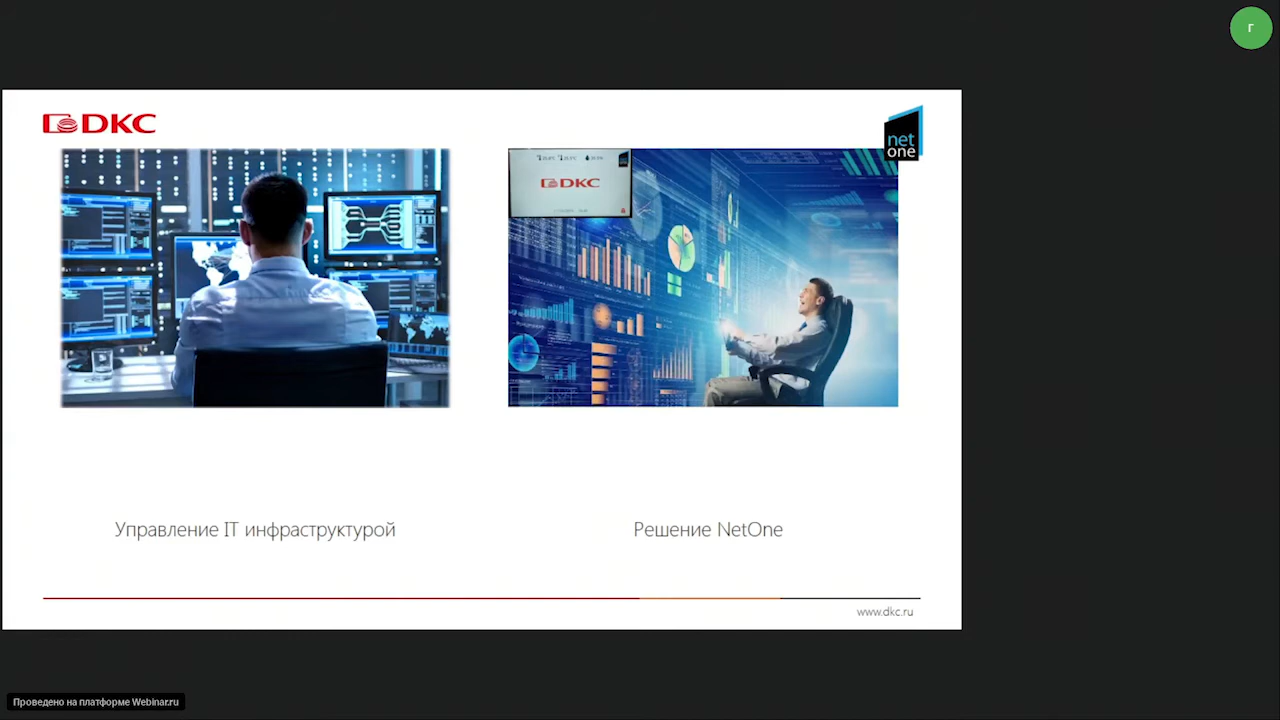 г
DKC
net
one
DKC
Управление IT инфраструктурой
Решение NetOne
www.dkc.ru
Проведено на платформе Webinar.ru